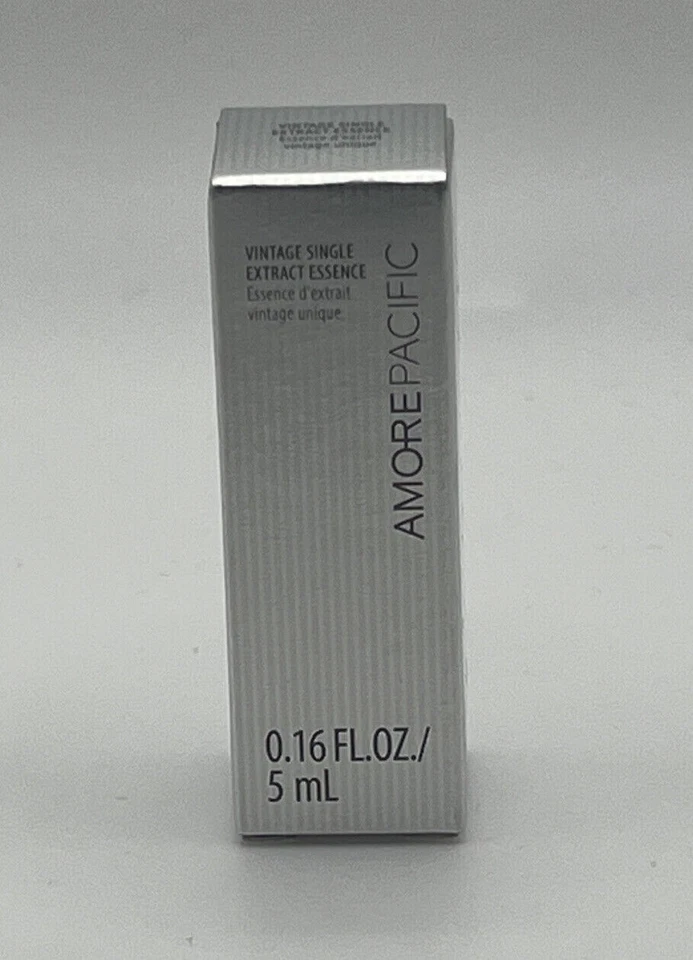 VINTAGE SINGLE
EXTRACT ESSENCE
Essence d'extrait
vintage unique
VINTAGE SINGLE
EXTRACT ESSENCE
Essence d'extrait
vintage unique
AMOREPACIFIC
0.16 FL.OZ./
5 mL